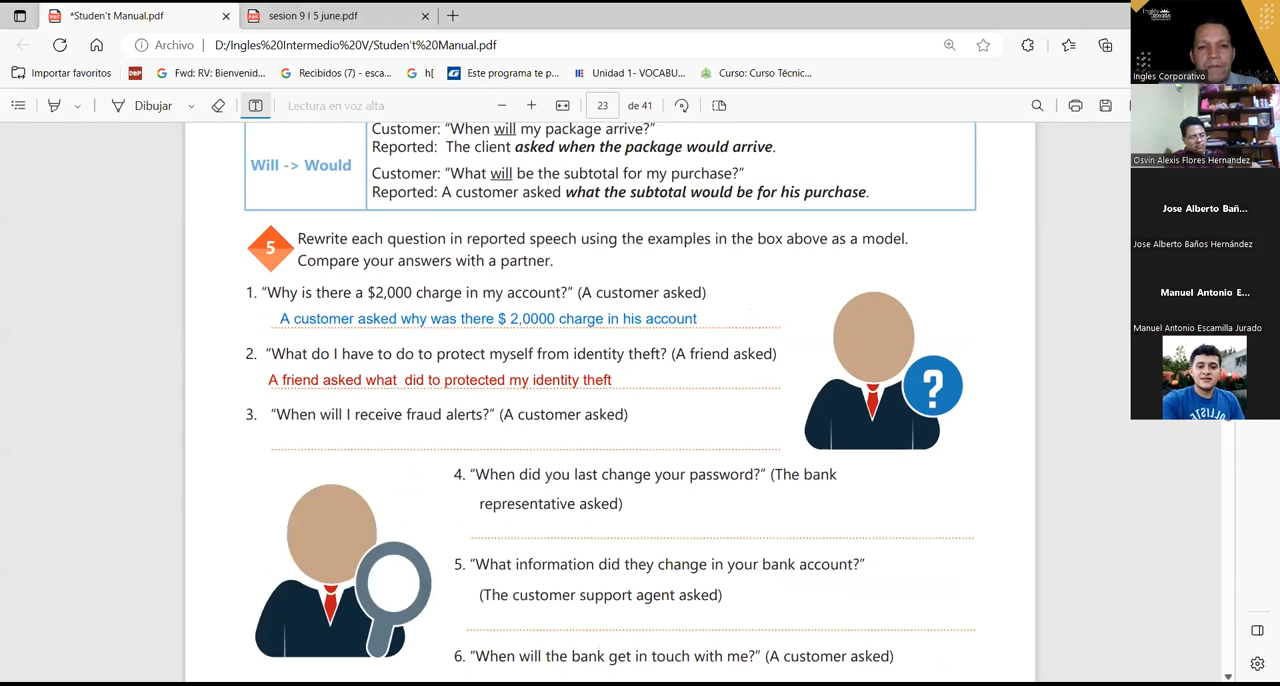 *Studen't Manual.pdf
sesion 9 I 5 june.pdf
Archivo
D:/Ingles%20Intermedio%20V/Studen't%20Manual.pdf
Importar favoritos
DBP
Fwd: RV: Bienvenid...
Recibidos (7) - esca...
h[
Este programa te p...
Unidad 1- VOCABU...
Curso: Curso Técnic...
Dibujar
Lectura en voz alta
23
de 41
Will -> Would
Customer: “When will my package arrive?”
Reported: The client asked when the package would arrive.
Customer: “What will be the subtotal for my purchase?”
Reported: A customer asked what the subtotal would be for his purchase.
5
Rewrite each question in reported speech using the examples in the box above as a model.
Compare your answers with a partner.
1. “Why is there a $2,000 charge in my account?” (A customer asked)
A customer asked why was there $ 2,0000 charge in his account
2. “What do I have to do to protect myself from identity theft? (A friend asked)
A friend asked what did to protected my identity theft
3. “When will I receive fraud alerts?” (A customer asked)
?
4. “When did you last change your password?” (The bank
representative asked)
5. “What information did they change in your bank account?”
(The customer support agent asked)
6. “When will the bank get in touch with me?” (A customer asked)
Ingles Corporativo
Osvin Alexis Flores Hernandez
Jose Alberto Bañ...
Jose Alberto Baños Hernández
Manuel Antonio E...
Manuel Antonio Escamilla Jurado